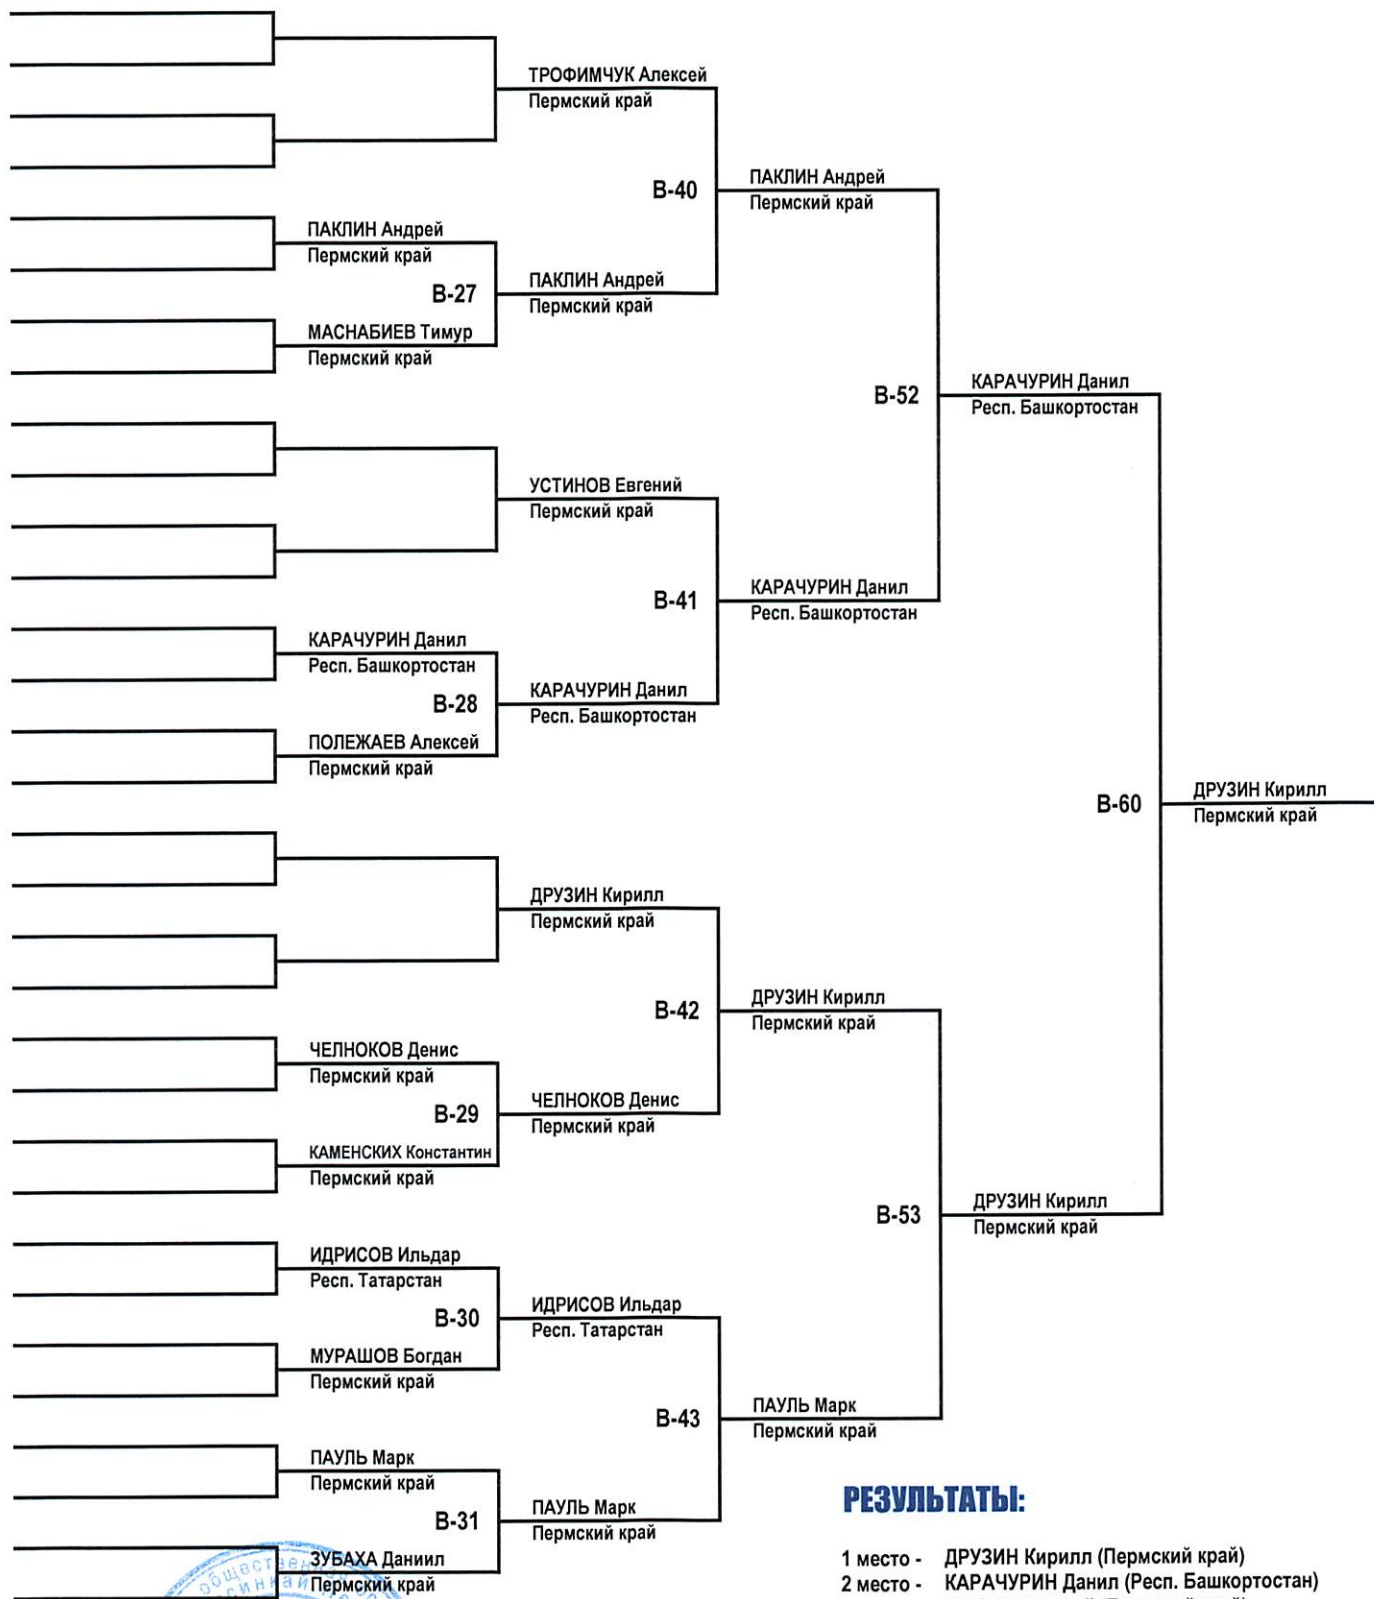 ТРОФИМЧУК Алексей
Пермский край
В-40
ПАКЛИН Андрей
Пермский край
ПАКЛИН Андрей
Пермский край
В-27
ПАКЛИН Андрей
Пермский край
МАСНАБИЕВ Тимур
Пермский край
В-52
КАРАЧУРИН Данил
Респ. Башкортостан
УСТИНОВ Евгений
Пермский край
В-41
КАРАЧУРИН Данил
Респ. Башкортостан
КАРАЧУРИН Данил
Респ. Башкортостан
В-28
КАРАЧУРИН Данил
Респ. Башкортостан
ПОЛЕЖАЕВ Алексей
Пермский край
В-60
ДРУЗИН Кирилл
Пермский край
ДРУЗИН Кирилл
Пермский край
В-42
ДРУЗИН Кирилл
Пермский край
ЧЕЛНОКОВ Денис
Пермский край
В-29
ЧЕЛНОКОВ Денис
Пермский край
КАМЕНСКИХ Константин
Пермский край
В-53
ДРУЗИН Кирилл
Пермский край
ИДРИСОВ Ильдар
Респ. Татарстан
В-30
ИДРИСОВ Ильдар
Респ. Татарстан
МУРАШОВ Богдан
Пермский край
В-43
ПАУЛЬ Марк
Пермский край
ПАУЛЬ Марк
Пермский край
В-31
ПАУЛЬ Марк
Пермский край
ЗУБАХА Даниил
Пермский край
РЕЗУЛЬТАТЫ:
1 место - ДРУЗИН Кирилл (Пермский край)
2 место - КАРАЧУРИН Данил (Респ. Башкортостан)